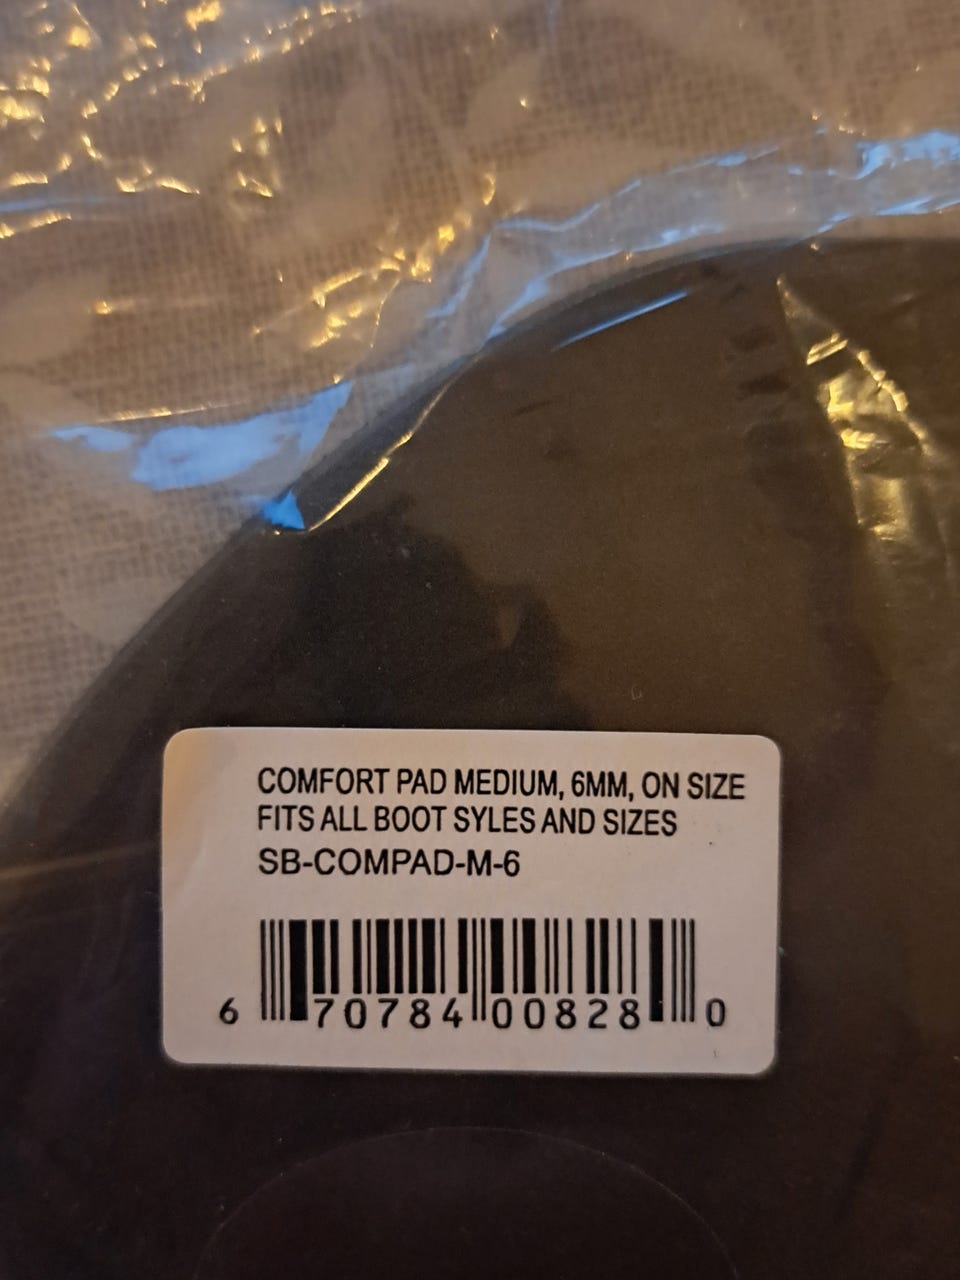 COMFORT PAD MEDIUM, 6MM, ON SIZE
FITS ALL BOOT SYLES AND SIZES
SB-COMPAD-M-6
6 70784 00828 0